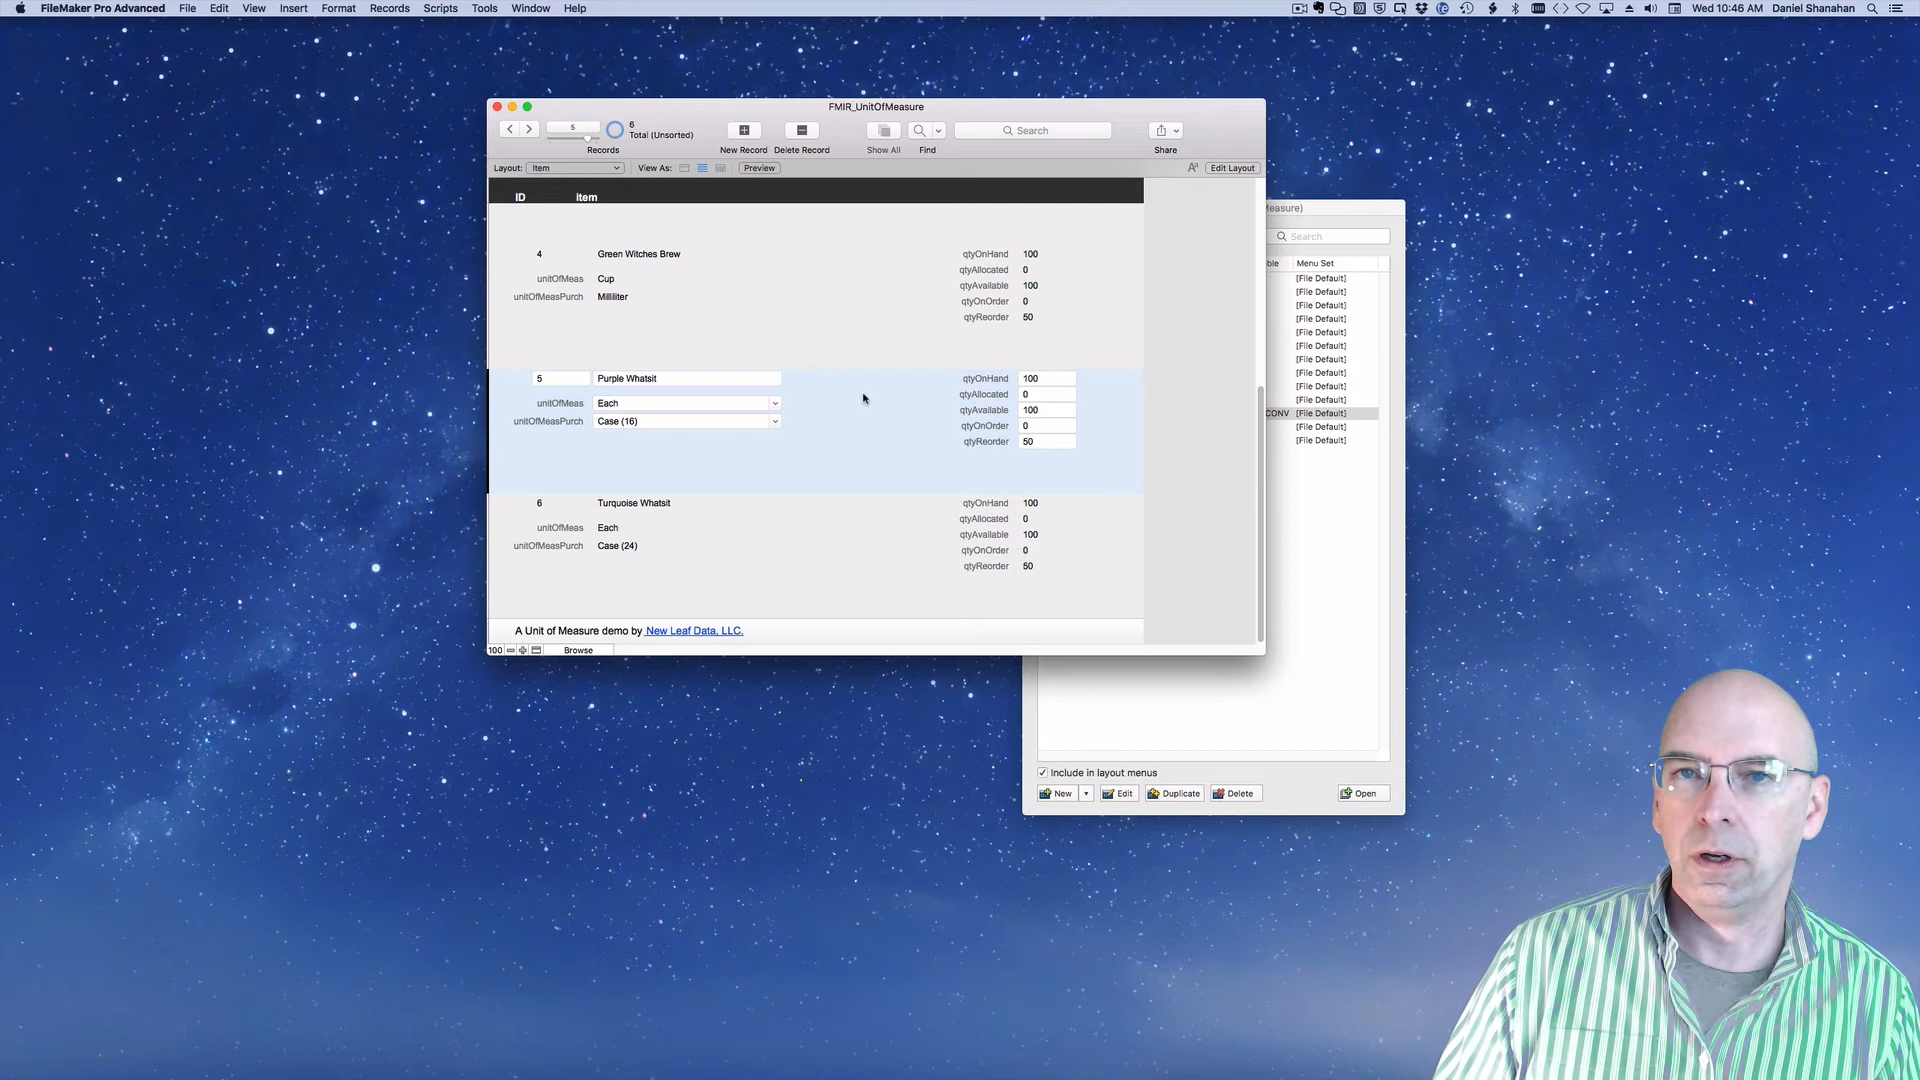 FileMaker Pro Advanced File Edit View Insert Format Records Scripts Tools Window Help
Wed 10:46 AM Daniel Shanahan
FMIR_UnitOfMeasure
5
6
Total (Unsorted)
Records
New Record
Delete Record
Show All
Find
Search
Share
Layout: Item
View As:
Preview
Aa
Edit Layout
ID Item
4 Green Witches Brew
unitOfMeas Cup
unitOfMeasPurch Milliliter
qtyOnHand 100
qtyAllocated 0
qtyAvailable 100
qtyOnOrder 0
qtyReorder 50
5 Purple Whatsit
unitOfMeas Each
unitOfMeasPurch Case (16)
qtyOnHand 100
qtyAllocated 0
qtyAvailable 100
qtyOnOrder 0
qtyReorder 50
6 Turquoise Whatsit
unitOfMeas Each
unitOfMeasPurch Case (24)
qtyOnHand 100
qtyAllocated 0
qtyAvailable 100
qtyOnOrder 0
qtyReorder 50
A Unit of Measure demo by New Leaf Data, LLC.
100 Browse
Measure)
Search
ble Menu Set
[File Default]
[File Default]
[File Default]
[File Default]
[File Default]
[File Default]
[File Default]
[File Default]
[File Default]
[File Default]
CONV [File Default]
[File Default]
[File Default]
Include in layout menus
New Edit Duplicate Delete Open